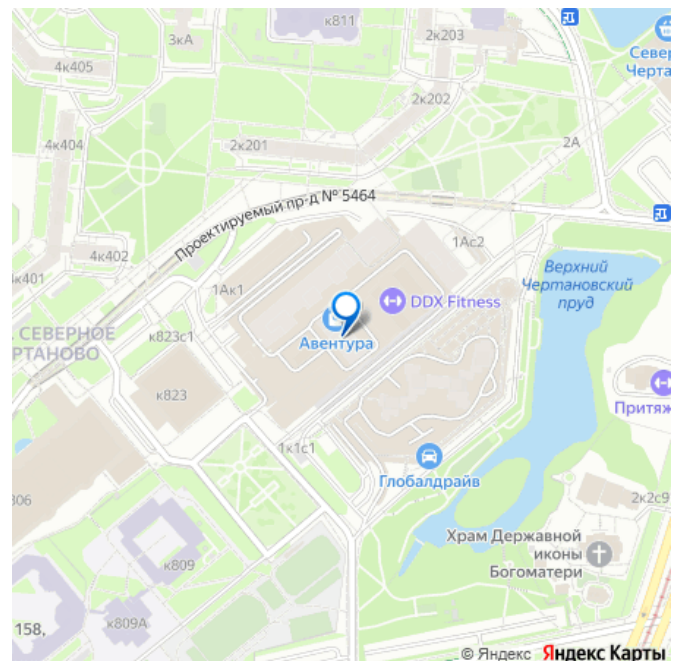 к811
3кА
2к203
4к405
Север
Черта
2к202
4к404
2к201
2А
Проектируемый пр-д № 5464
1Ас2
4к402
к401
1Ак1
Верхний
Чертановский
пруд
DDX Fitness
СЕВЕРНОЕ
РТАНОВО
к823с1
Авентура
к823
Притяж
1к1с1
Глобалдрайв
806
2к2с9
Храм Державной
иконы
Богоматери
к809
к809А
158,
© Яндекс Яндекс Карты